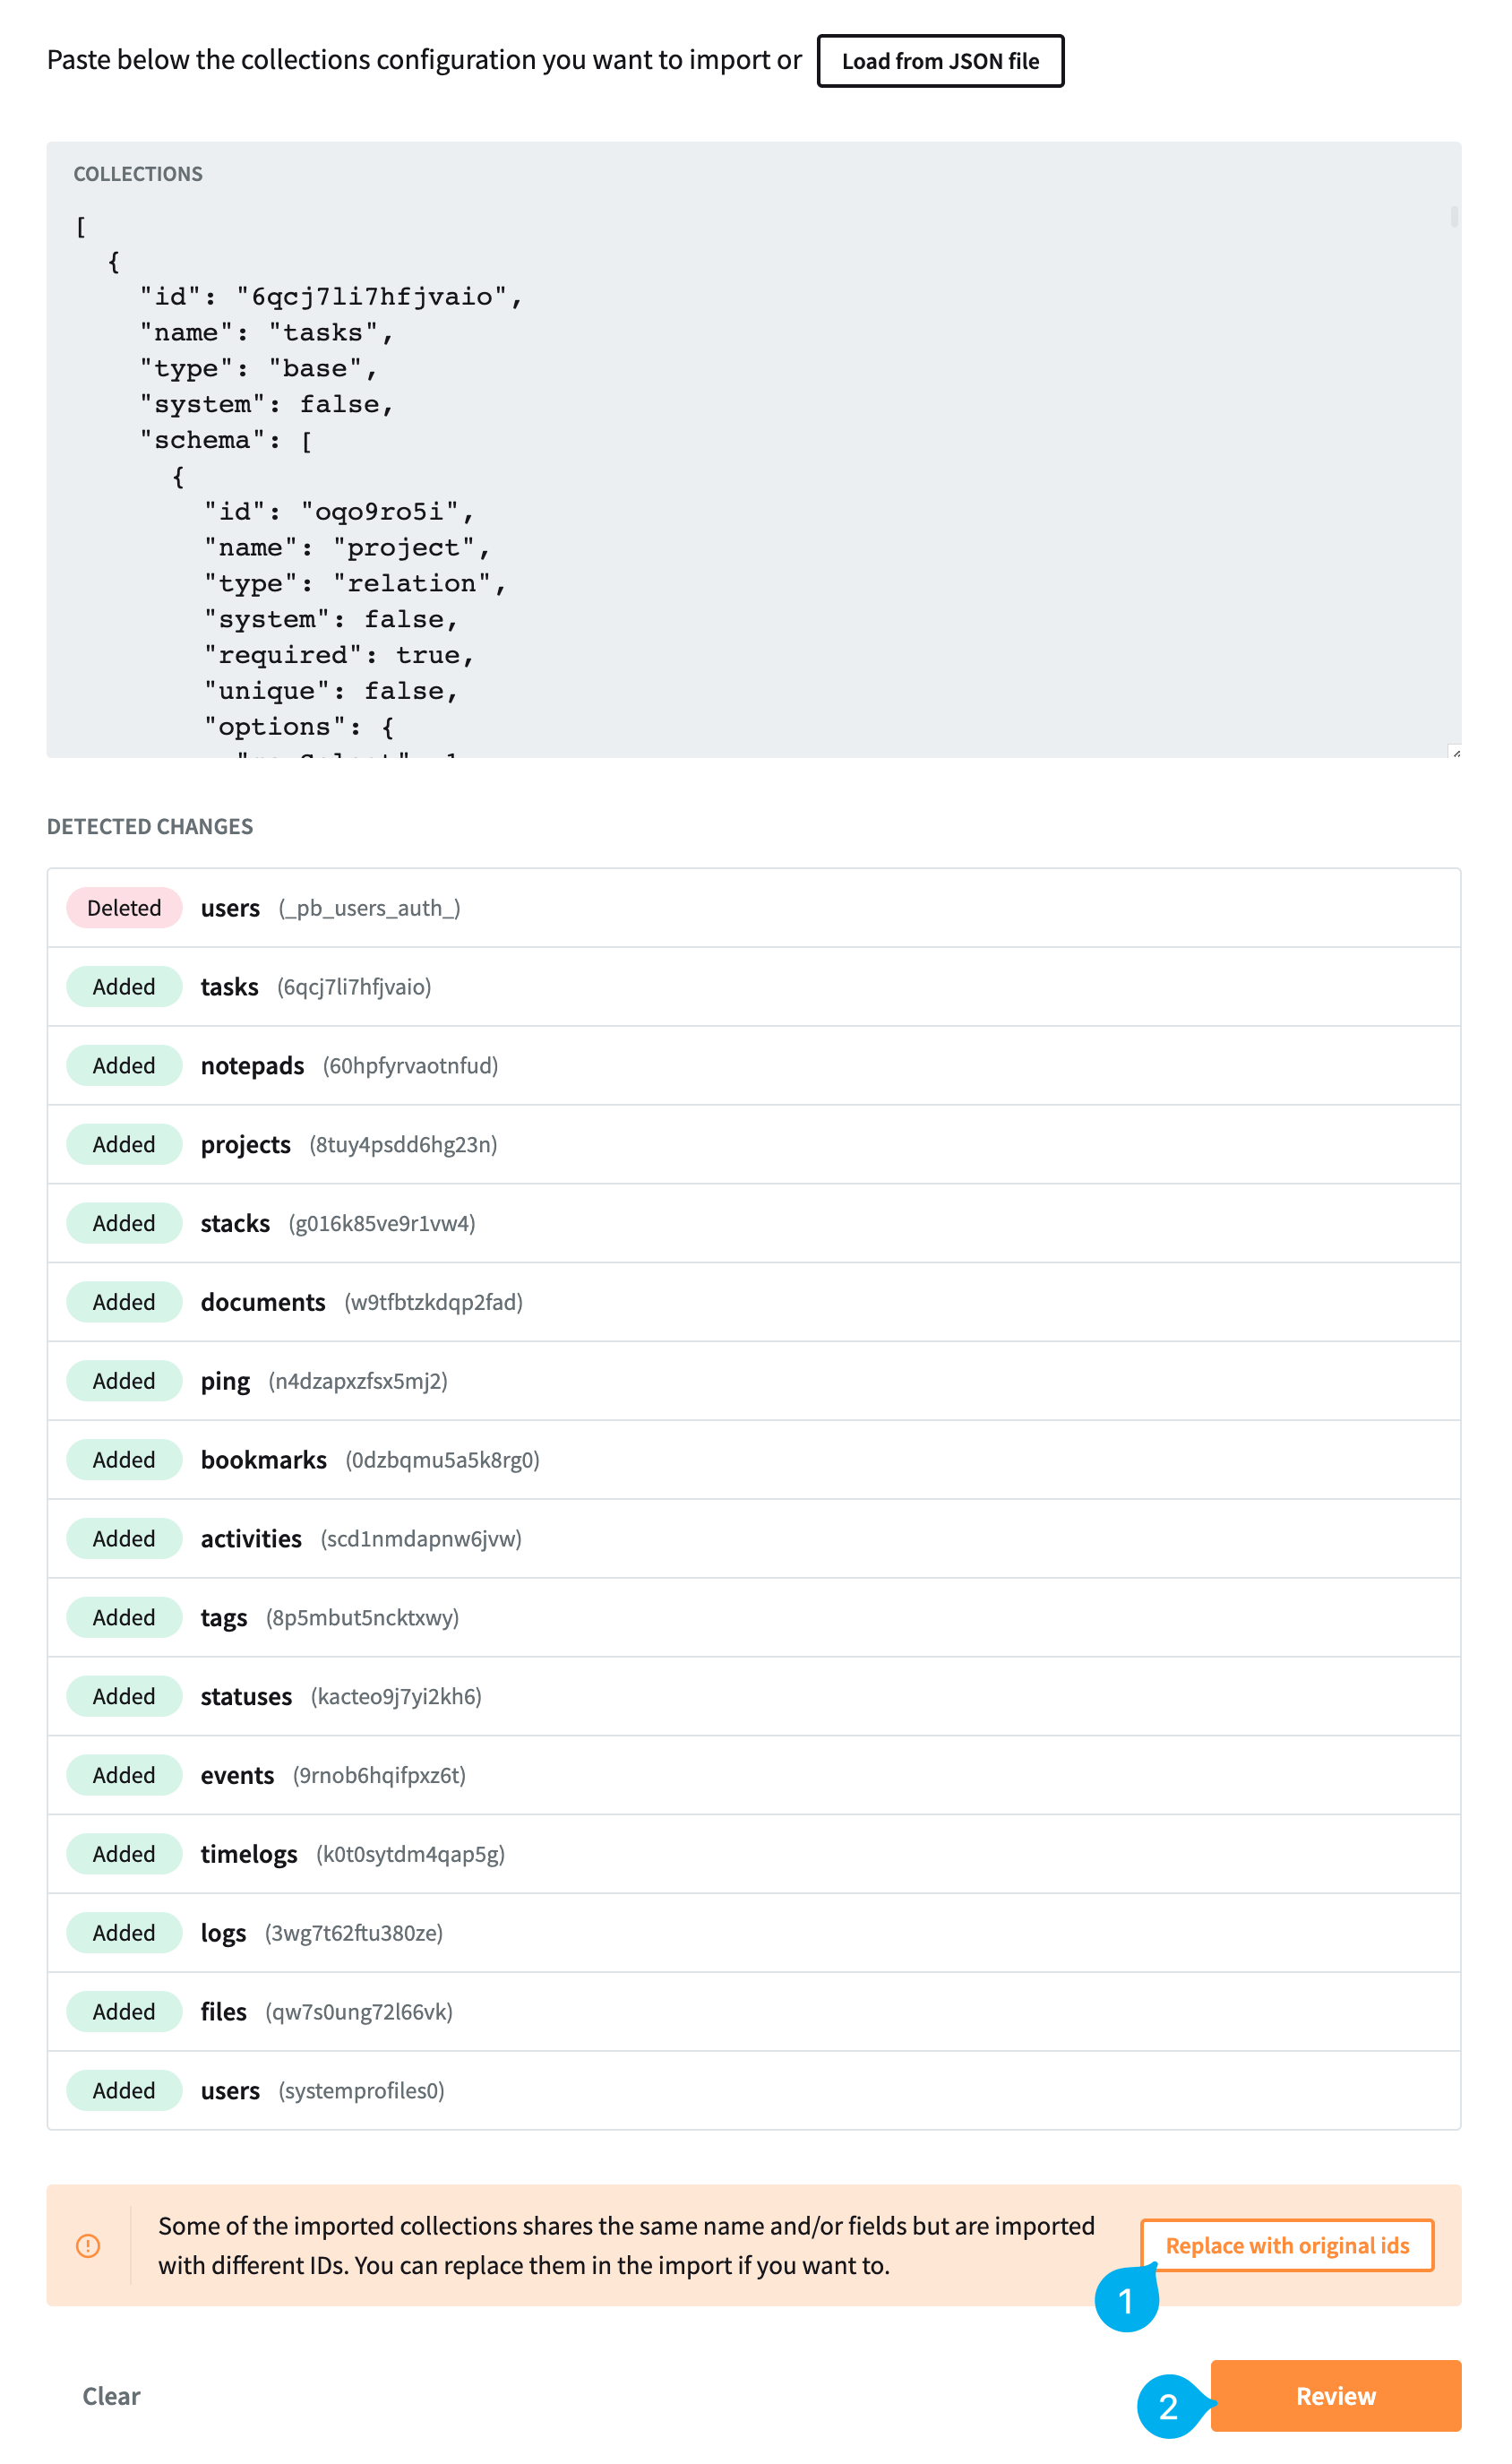 Paste below the collections configuration you want to import or Load from JSON file
COLLECTIONS
[
{
"id": "6qcj7li7hfjvaio",
"name": "tasks",
"type": "base",
"system": false,
"schema": [
{
"id": "oqo9ro5i",
"name": "project",
"type": "relation",
"system": false,
"required": true,
"unique": false,
"options": {
DETECTED CHANGES
Deleted users (_pb_users_auth_)
Added tasks (6qcj7li7hfjvaio)
Added notepads (60hpfyrvaotnfud)
Added projects (8tuy4psdd6hg23n)
Added stacks (g016k85ve9r1vw4)
Added documents (w9tfbtzkdqp2fad)
Added ping (n4dzapxzfsx5mj2)
Added bookmarks (0dzbqmu5a5k8rg0)
Added activities (scd1nmdapnw6jvw)
Added tags (8p5mbut5ncktxwy)
Added statuses (kacteo9j7yi2kh6)
Added events (9rnob6hqifpxz6t)
Added timelogs (k0t0sytdm4qap5g)
Added logs (3wg7t62ftu380ze)
Added files (qw7s0ung72l66vk)
Added users (systemprofiles0)
Some of the imported collections shares the same name and/or fields but are imported
with different IDs. You can replace them in the import if you want to.
Replace with original ids
1
Clear
2
Review